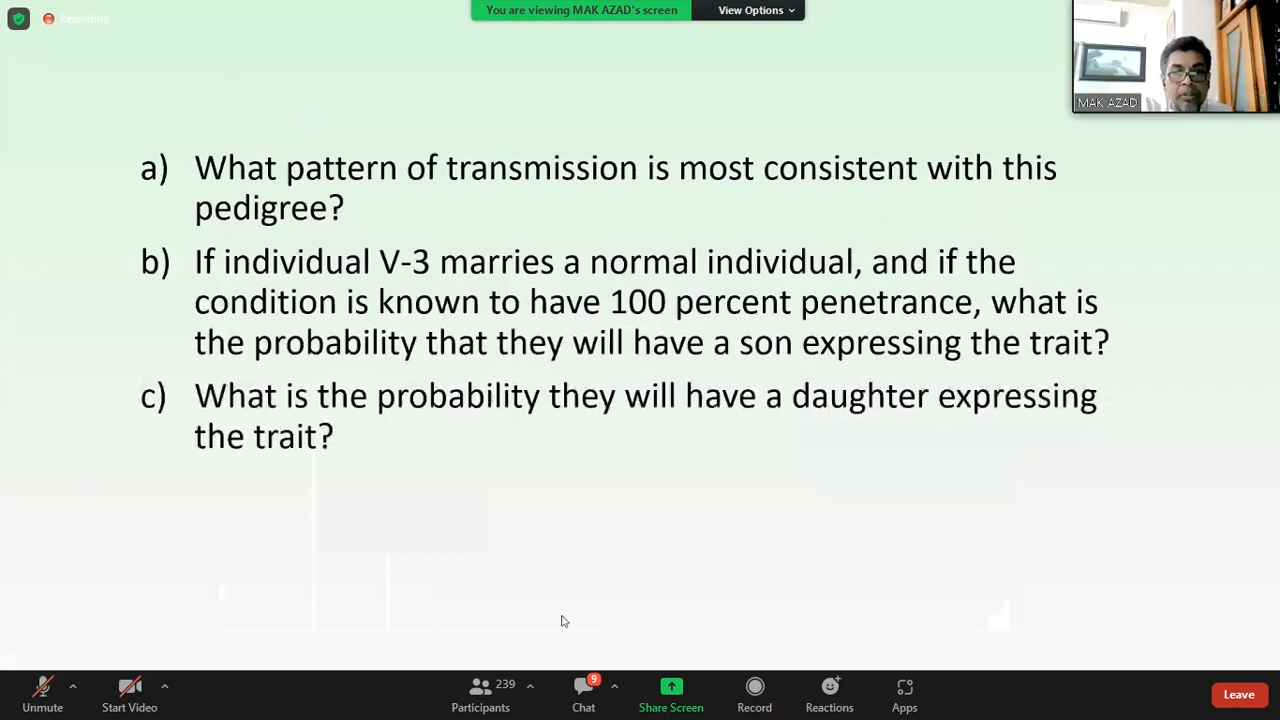 Recording
You are viewing MAK AZAD's screen
View Options
MAK AZAD
a) What pattern of transmission is most consistent with this
pedigree?
b) If individual V-3 marries a normal individual, and if the
condition is known to have 100 percent penetrance, what is
the probability that they will have a son expressing the trait?
c) What is the probability they will have a daughter expressing
the trait?
Unmute
Start Video
239
Participants
9
Chat
Share Screen
Record
Reactions
Apps
Leave